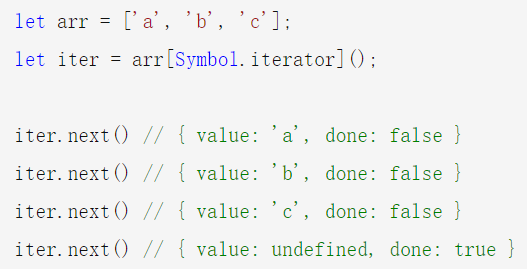 let arr = ['a', 'b', 'c'];
let iter = arr[Symbol.iterator]();
iter.next() // { value: 'a', done: false }
iter.next() // { value: 'b', done: false }
iter.next() // { value: 'c', done: false }
iter.next() // { value: undefined, done: true }